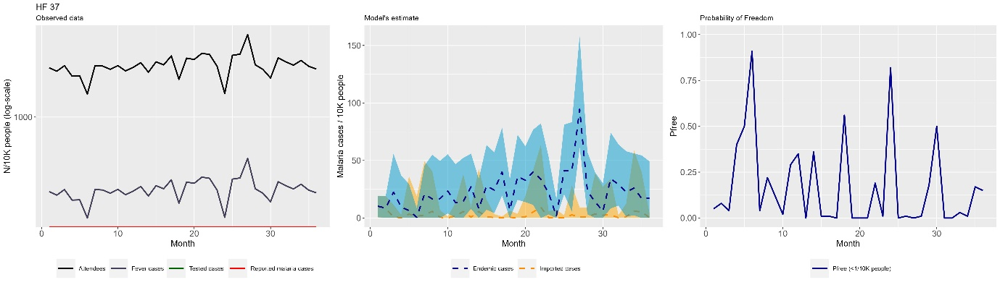 HF 37
Observed data
N/10K people (log-scale)
1000
0
10
20
30
Month
Attendees
Fever cases
Tested cases
Reported malaria cases
Model's estimate
Malaria cases / 10K people
150
100
50
0
0
10
20
30
Month
Endemic cases
Imported cases
Probability of Freedom
Pfree
1.00
0.75
0.50
0.25
0.00
0
10
20
30
Month
Pfree (<1/10K people)